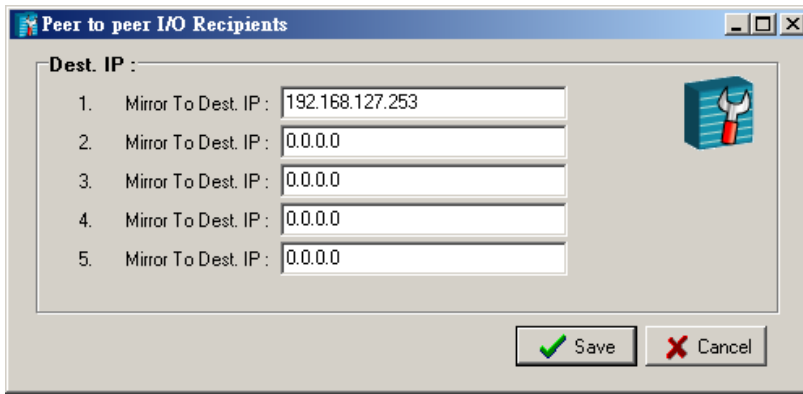 Peer to peer I/O Recipients
Dest. IP :
1. Mirror To Dest. IP : 192.168.127.253
2. Mirror To Dest. IP : 0.0.0.0
3. Mirror To Dest. IP : 0.0.0.0
4. Mirror To Dest. IP : 0.0.0.0
5. Mirror To Dest. IP : 0.0.0.0
Save Cancel